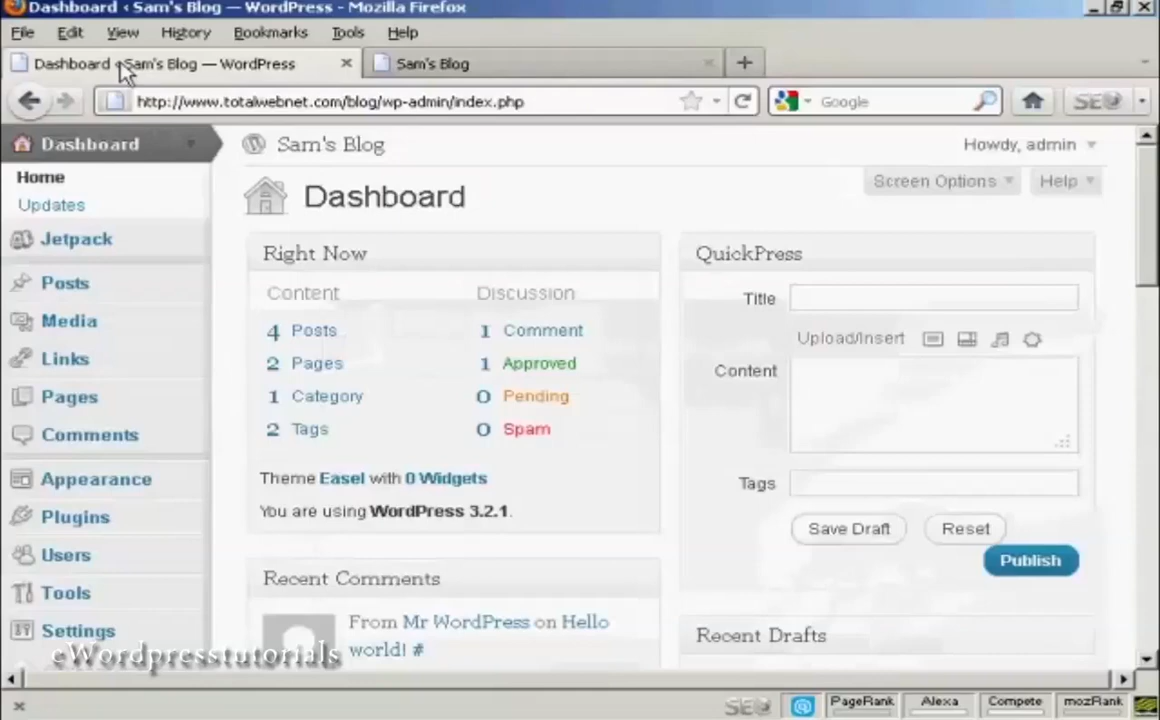 Dashboard ‹ Sam's Blog — WordPress - Mozilla Firefox
File Edit View History Bookmarks Tools Help
Dashboard ‹ Sam's Blog — WordPress Sam's Blog
http://www.totalwebnet.com/blog/wp-admin/index.php Google SEO
Dashboard Sam's Blog Howdy, admin
Home
Updates
Jetpack
Posts
Media
Links
Pages
Comments
Appearance
Plugins
Users
Tools
Settings
Dashboard Screen Options Help
Right Now
Content Discussion
4 Posts 1 Comment
2 Pages 1 Approved
1 Category 0 Pending
2 Tags 0 Spam
Theme Easel with 0 Widgets
You are using WordPress 3.2.1.
Recent Comments
From Mr WordPress on Hello
world! #
QuickPress
Title
Upload/Insert
Content
Tags
Save Draft Reset
Publish
Recent Drafts
eWordpresstutorials
SEO PageRank Alexa Compete mozRank